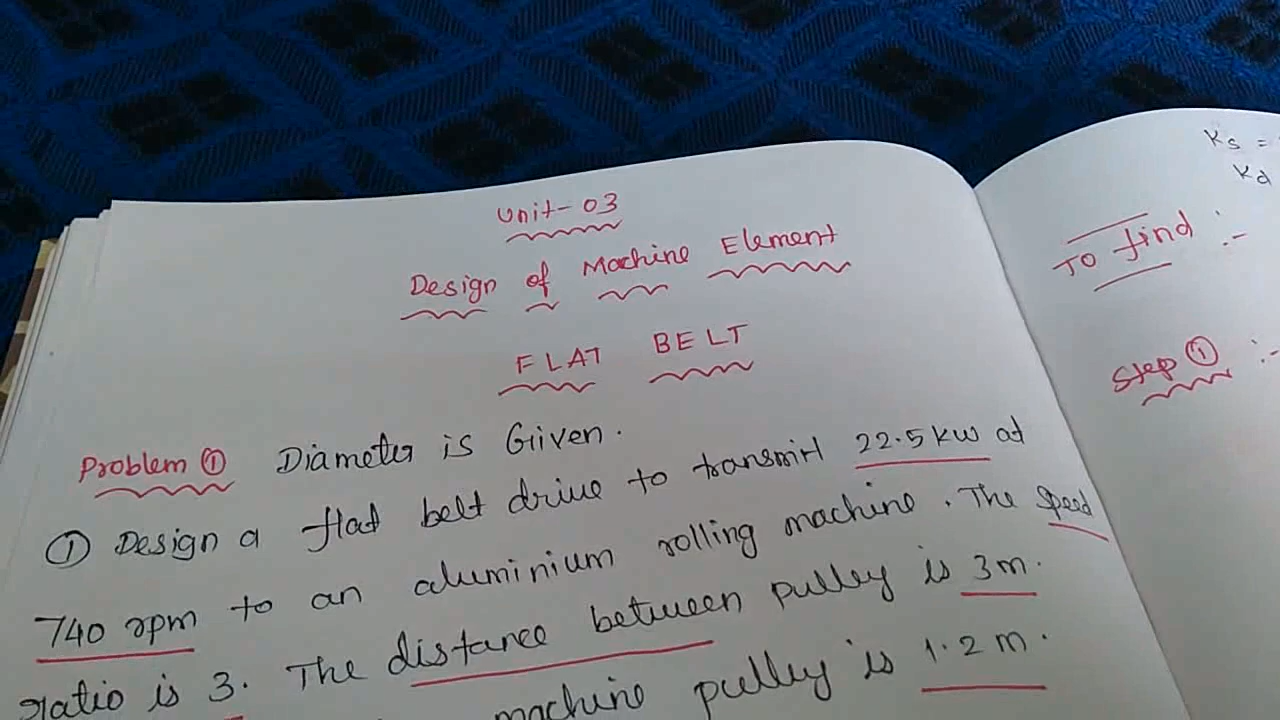 Unit-03
Design of Machine Element
FLAT BELT
Problem ① Diameter is Given.
① Design a flat belt drive to transmit 22.5 kw at
740 rpm to an aluminium rolling machine. The speed
ratio is 3. The distance between pulley is 3m.
machine pulley is 1.2 m.
Ks =
Kd
To find :-
Step ① :-